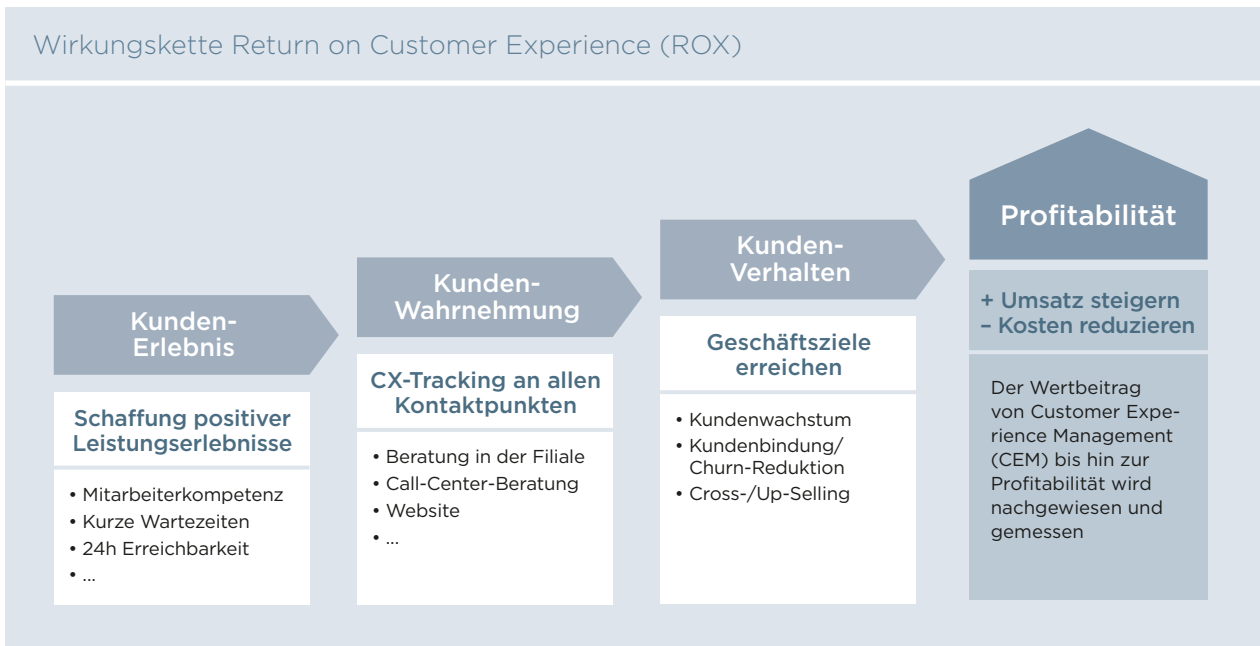 Wirkungskette Return on Customer Experience (ROX)
Kunden-
Erlebnis
Schaffung positiver
Leistungserlebnisse
• Mitarbeiterkompetenz
• Kurze Wartezeiten
• 24h Erreichbarkeit
• ...
Kunden-
Wahrnehmung
CX-Tracking an allen
Kontaktpunkten
• Beratung in der Filiale
• Call-Center-Beratung
• Website
• ...
Kunden-
Verhalten
Geschäftsziele
erreichen
• Kundenwachstum
• Kundenbindung/
Churn-Reduktion
• Cross-/Up-Selling
Profitabilität
+ Umsatz steigern
– Kosten reduzieren
Der Wertbeitrag
von Customer Expe-
rience Management
(CEM) bis hin zur
Profitabilität wird
nachgewiesen und
gemessen